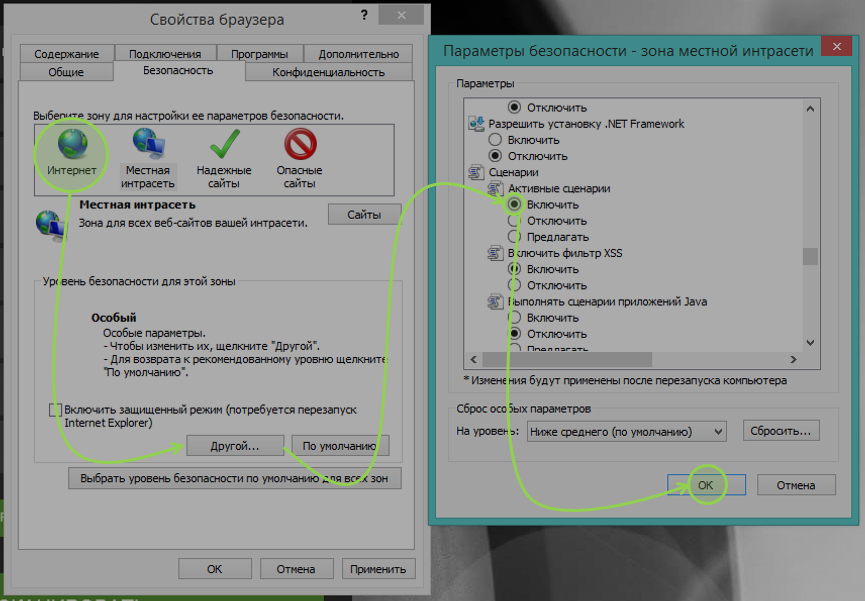 Свойства браузера
?
Содержание
Подключения
Программы
Дополнительно
Общие
Безопасность
Конфиденциальность
Выберите зону для настройки ее параметров безопасности.
Интернет
Местная
интрасеть
Надежные
сайты
Опасные
сайты
Местная интрасеть
Зона для всех веб-сайтов вашей интрасети.
Сайты
Уровень безопасности для этой зоны
Особый
Особые параметры.
- Чтобы изменить их, щелкните "Другой".
- Для возврата к рекомендованному уровню щелкните
"По умолчанию".
Включить защищенный режим (потребуется перезапуск
Internet Explorer)
Другой...
По умолчанию
Выбрать уровень безопасности по умолчанию для всех зон
ОК
Отмена
Применить
Параметры безопасности - зона местной интрасети
Параметры
Отключить
Разрешить установку .NET Framework
Включить
Отключить
Сценарии
Активные сценарии
Включить
Отключить
Предлагать
Включить фильтр XSS
Включить
Отключить
Выполнять сценарии приложений Java
Включить
Отключить
Предлагать
* Изменения будут применены после перезапуска компьютера
Сброс особых параметров
На уровень:
Ниже среднего (по умолчанию)
Сбросить...
ОК
Отмена